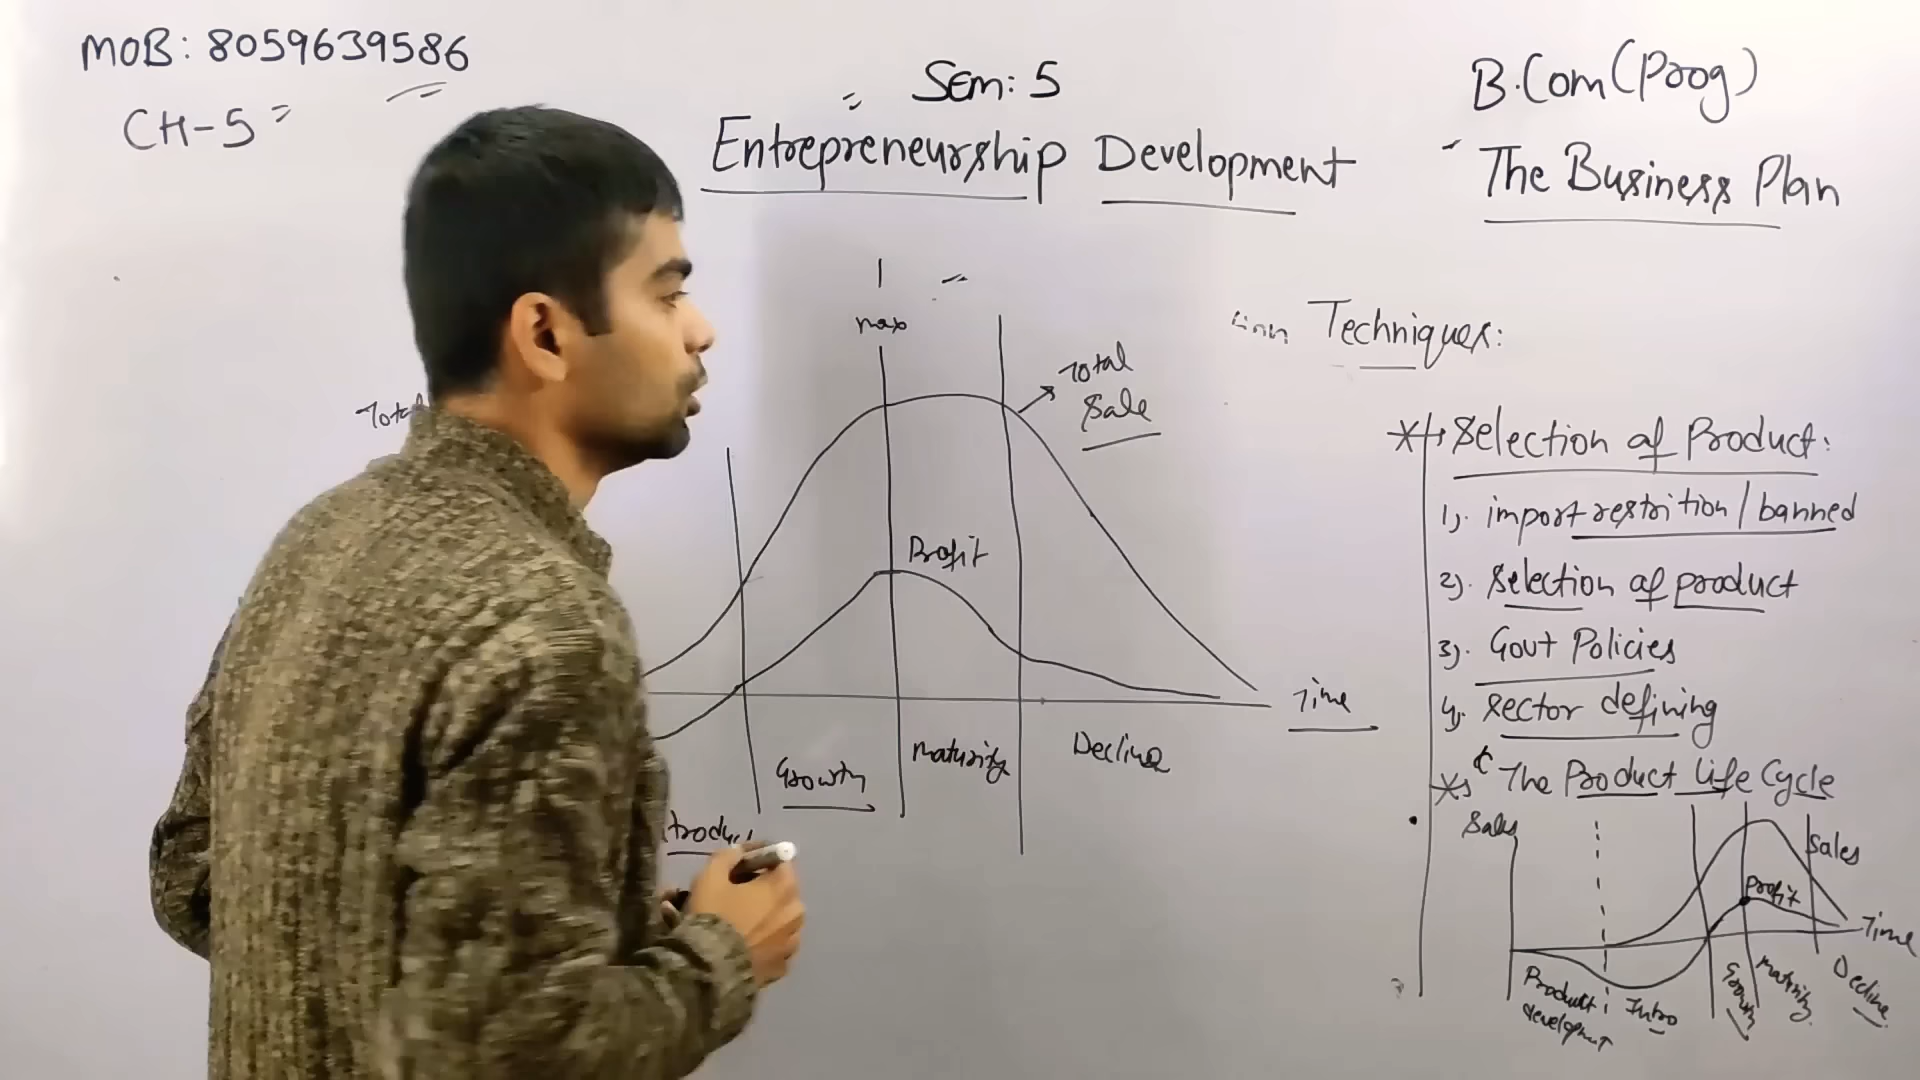 MOB: 8059639586
CH-5
Sem: 5
Entrepreneurship Development
B.Com (Prog)
The Business Plan
max
Total
Total
Sale
Profit
Time
Growth
Maturity
Decline
Techniques:
Selection of Product:
1). import restrition / banned
2). Selection of product
3). Govt Policies
4). Sector defining
The Product Life Cycle
Sales
Sales
Profit
Time
Product
developmnt
Intro
Growth
Maturity
Decline